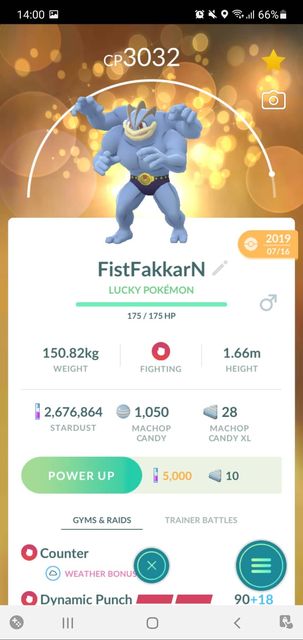 14:00 66%
CP3032
2019
07/16
FistFakkarN
LUCKY POKÉMON
175 / 175 HP
150.82kg 1.66m
WEIGHT FIGHTING HEIGHT
2,676,864 1,050 28
STARDUST MACHOP CANDY MACHOP CANDY XL
POWER UP 5,000 10
GYMS & RAIDS TRAINER BATTLES
Counter
WEATHER BONUS
Dynamic Punch 90+18